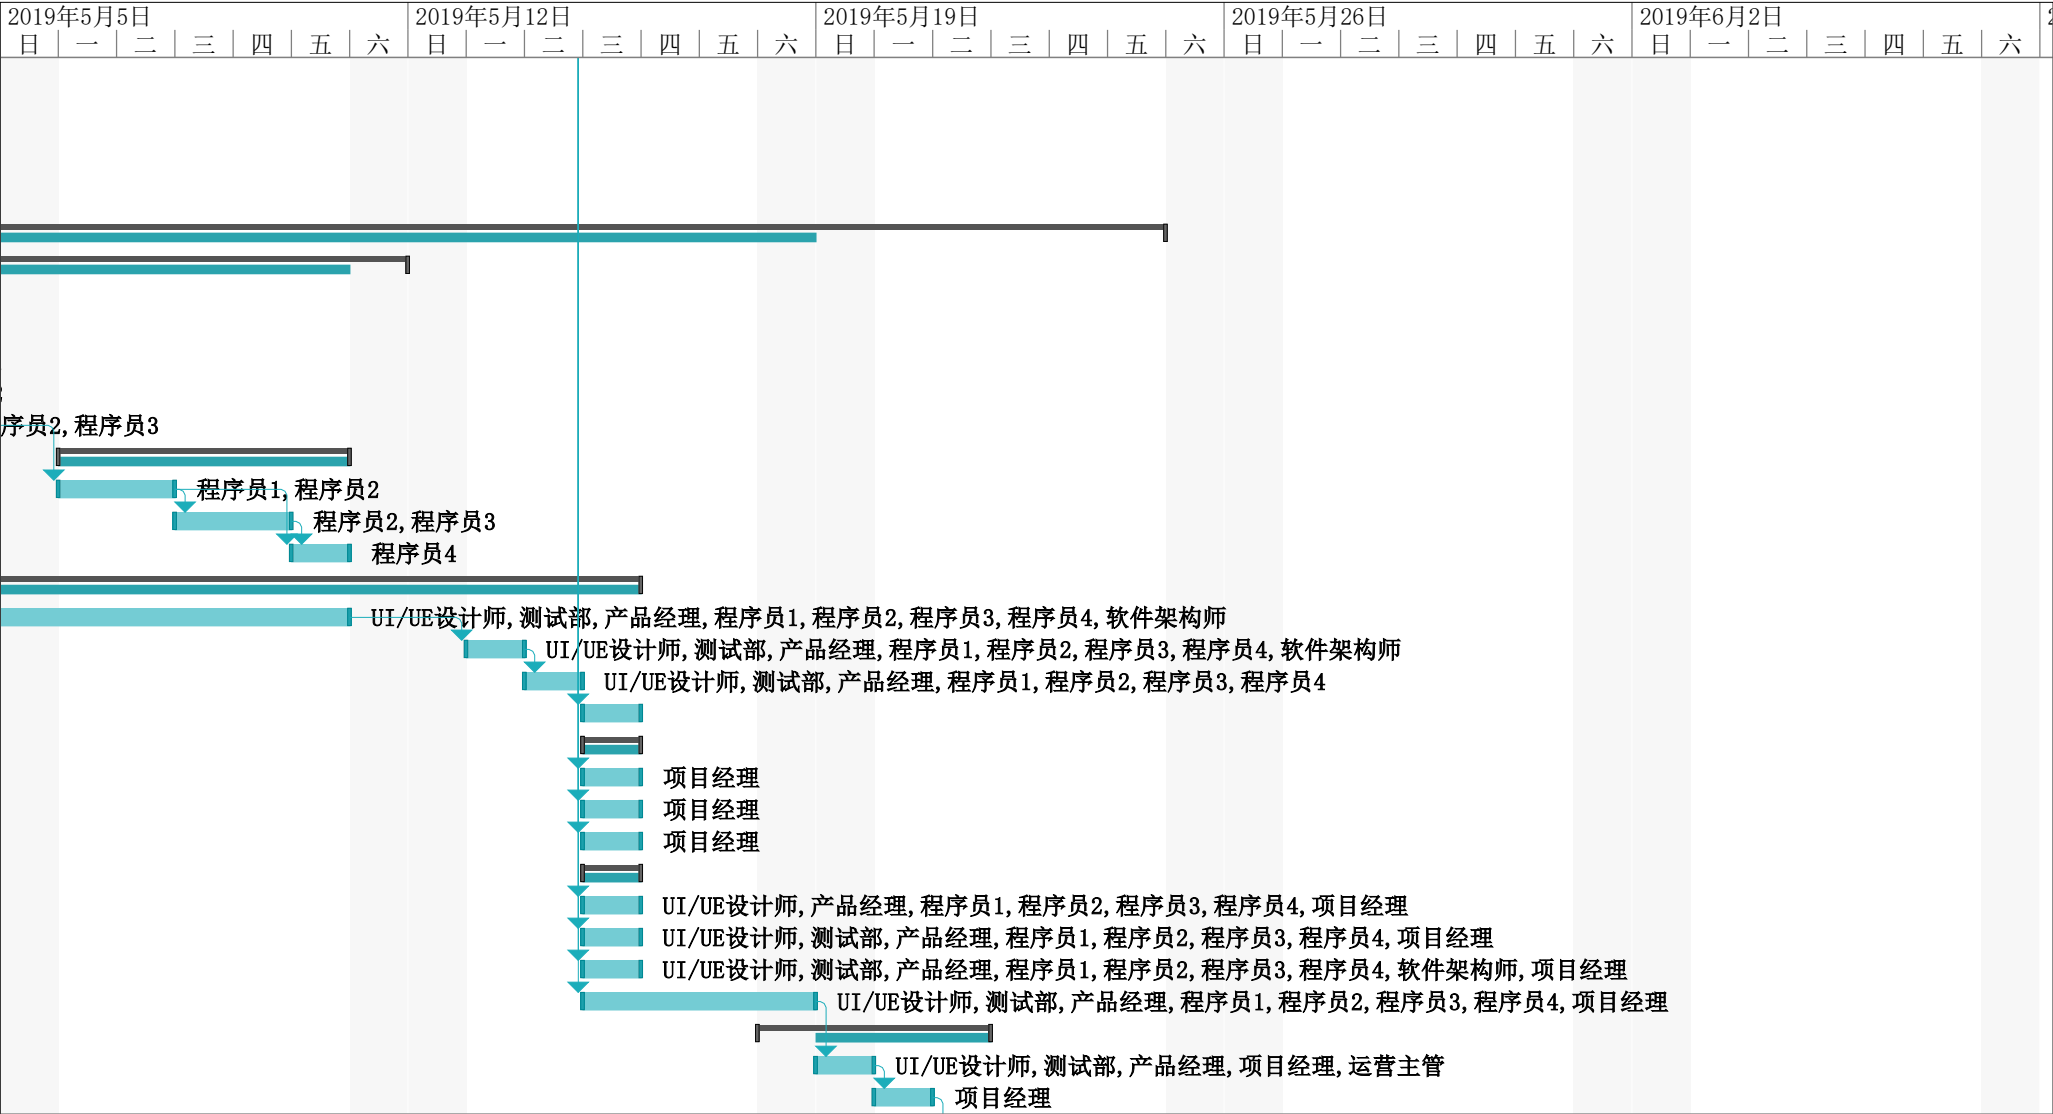 2019年5月5日 2019年5月12日 2019年5月19日 2019年5月26日 2019年6月2日
日 一 二 三 四 五 六 日 一 二 三 四 五 六 日 一 二 三 四 五 六 日 一 二 三 四 五 六 日 一 二 三 四 五 六
序员2,程序员3
程序员1,程序员2
程序员2,程序员3
程序员4
UI/UE设计师,测试部,产品经理,程序员1,程序员2,程序员3,程序员4,软件架构师
UI/UE设计师,测试部,产品经理,程序员1,程序员2,程序员3,程序员4,软件架构师
UI/UE设计师,测试部,产品经理,程序员1,程序员2,程序员3,程序员4
项目经理
项目经理
项目经理
UI/UE设计师,产品经理,程序员1,程序员2,程序员3,程序员4,项目经理
UI/UE设计师,测试部,产品经理,程序员1,程序员2,程序员3,程序员4,项目经理
UI/UE设计师,测试部,产品经理,程序员1,程序员2,程序员3,程序员4,软件架构师,项目经理
UI/UE设计师,测试部,产品经理,程序员1,程序员2,程序员3,程序员4,项目经理
UI/UE设计师,测试部,产品经理,项目经理,运营主管
项目经理